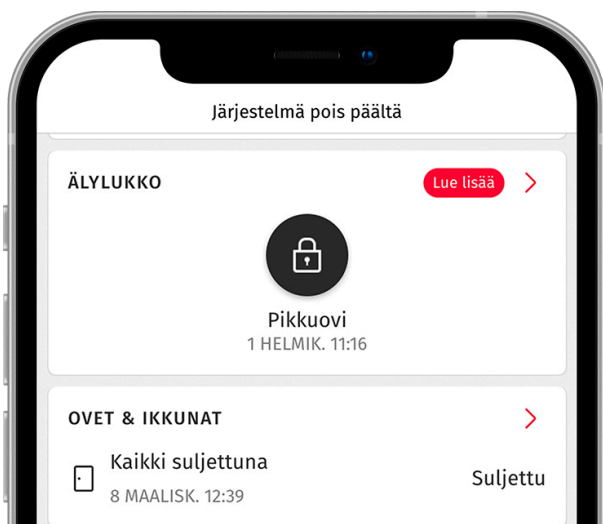 Järjestelmä pois päältä
ÄLYLUKKO
Lue lisää
Pikkuovi
1 HELMIK. 11:16
OVET & IKKUNAT
Kaikki suljettuna
Suljettu
8 MAALISK. 12:39